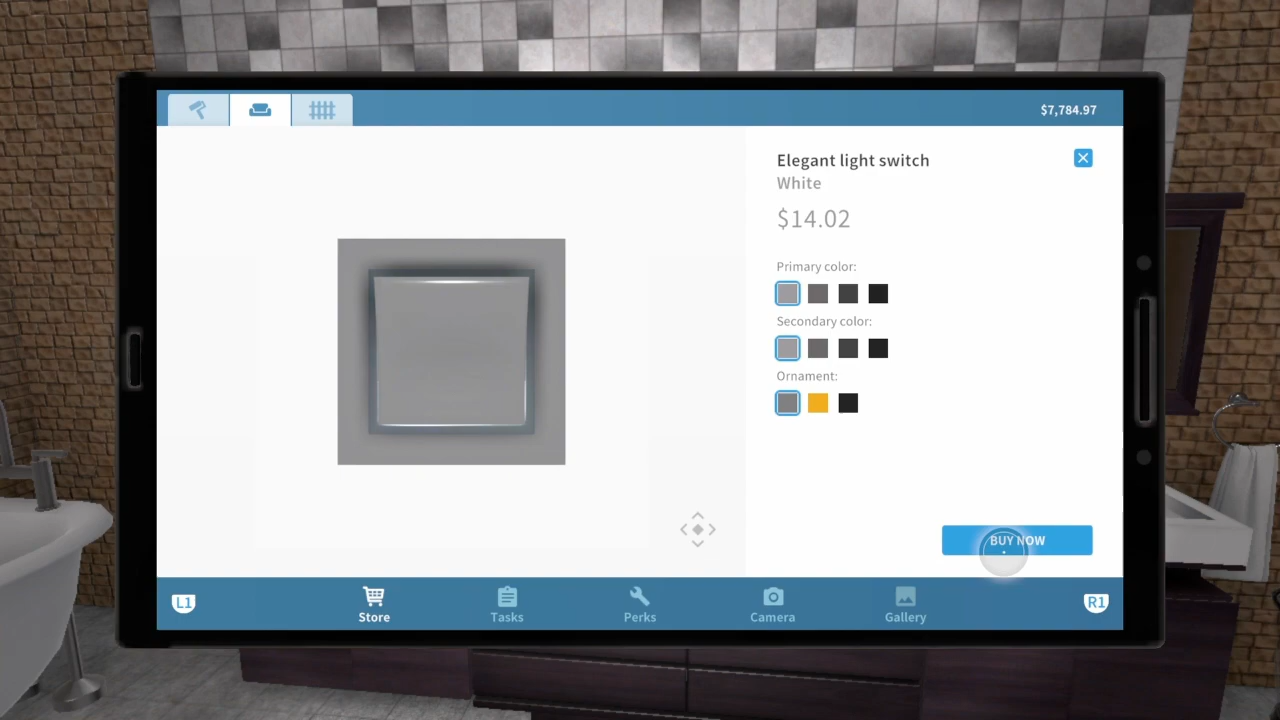 $7,784.97
Elegant light switch
White
$14.02
Primary color:
Secondary color:
Ornament:
BUY NOW
L1
Store
Tasks
Perks
Camera
Gallery
R1